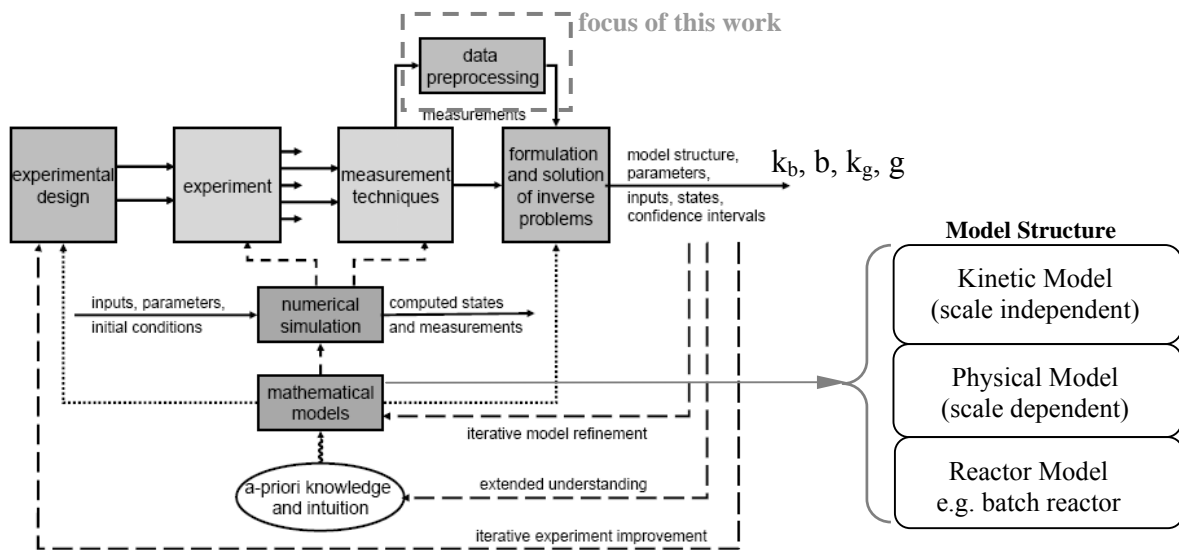 focus of this work
data
preprocessing
measurements
experimental
design
experiment
measurement
techniques
formulation
and solution
of inverse
problems
model structure,
parameters,
inputs, states,
confidence intervals
k_b, b, k_g, g
Model Structure
Kinetic Model
(scale independent)
Physical Model
(scale dependent)
Reactor Model
e.g. batch reactor
inputs, parameters,
initial conditions
numerical
simulation
computed states
and measurements
mathematical
models
iterative model refinement
a-priori knowledge
and intuition
extended understanding
iterative experiment improvement